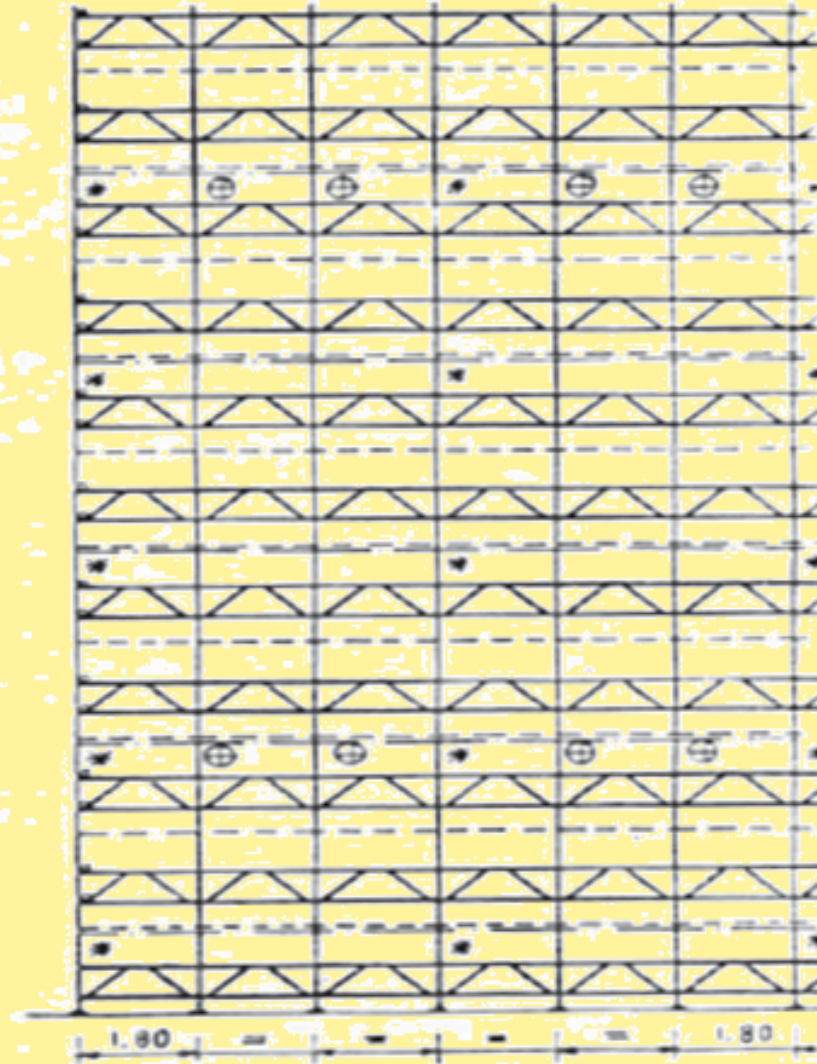 1.80 = - - = 1.80